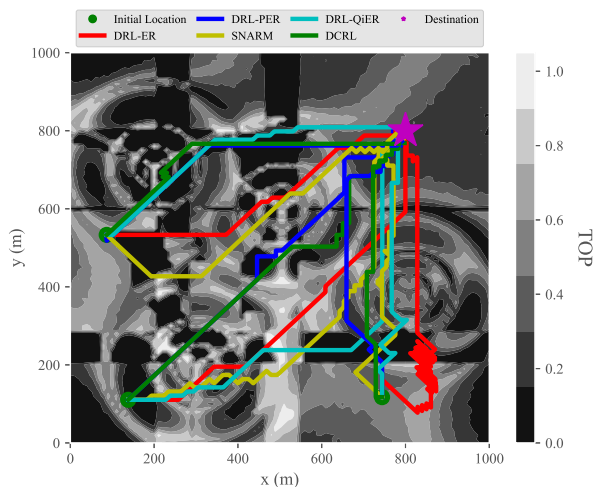 Initial Location DRL-PER DRL-QiER Destination
DRL-ER SNARM DCRL
1000
800
600
400
200
0
y (m)
0 200 400 600 800 1000
x (m)
1.0
0.8
0.6
0.4
0.2
0.0
TOP